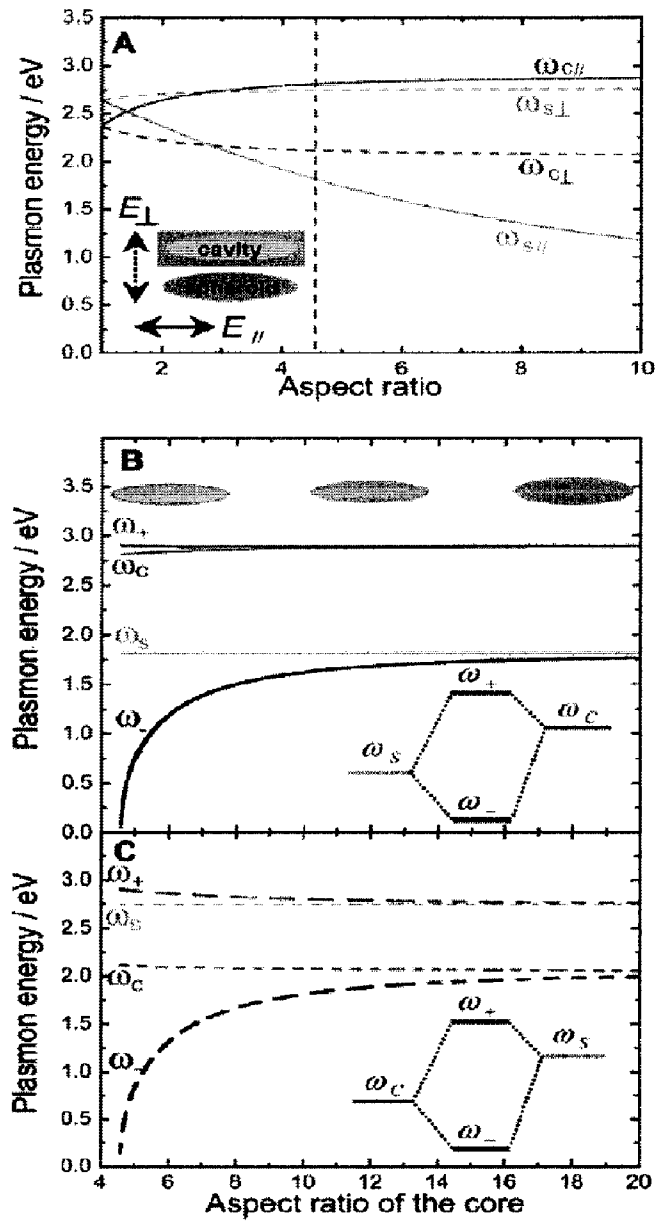 A
Plasmon energy / eV
3.5
3.0
2.5
2.0
1.5
1.0
0.5
0.0
ωC//
ωS⊥
ωC⊥
ωS//
E⊥
cavity
E//
2 4 6 8 10
Aspect ratio
B
Plasmon energy / eV
3.5
3.0
2.5
2.0
1.5
1.0
0.5
0.0
ω+
ωC
ωS
ω-
ω+
ωC
ωS
ω-
C
Plasmon energy / eV
3.0
2.5
2.0
1.5
1.0
0.5
0.0
ω+
ωS
ωC
ω-
ω+
ωS
ωC
ω-
4 6 8 10 12 14 16 18 20
Aspect ratio of the core